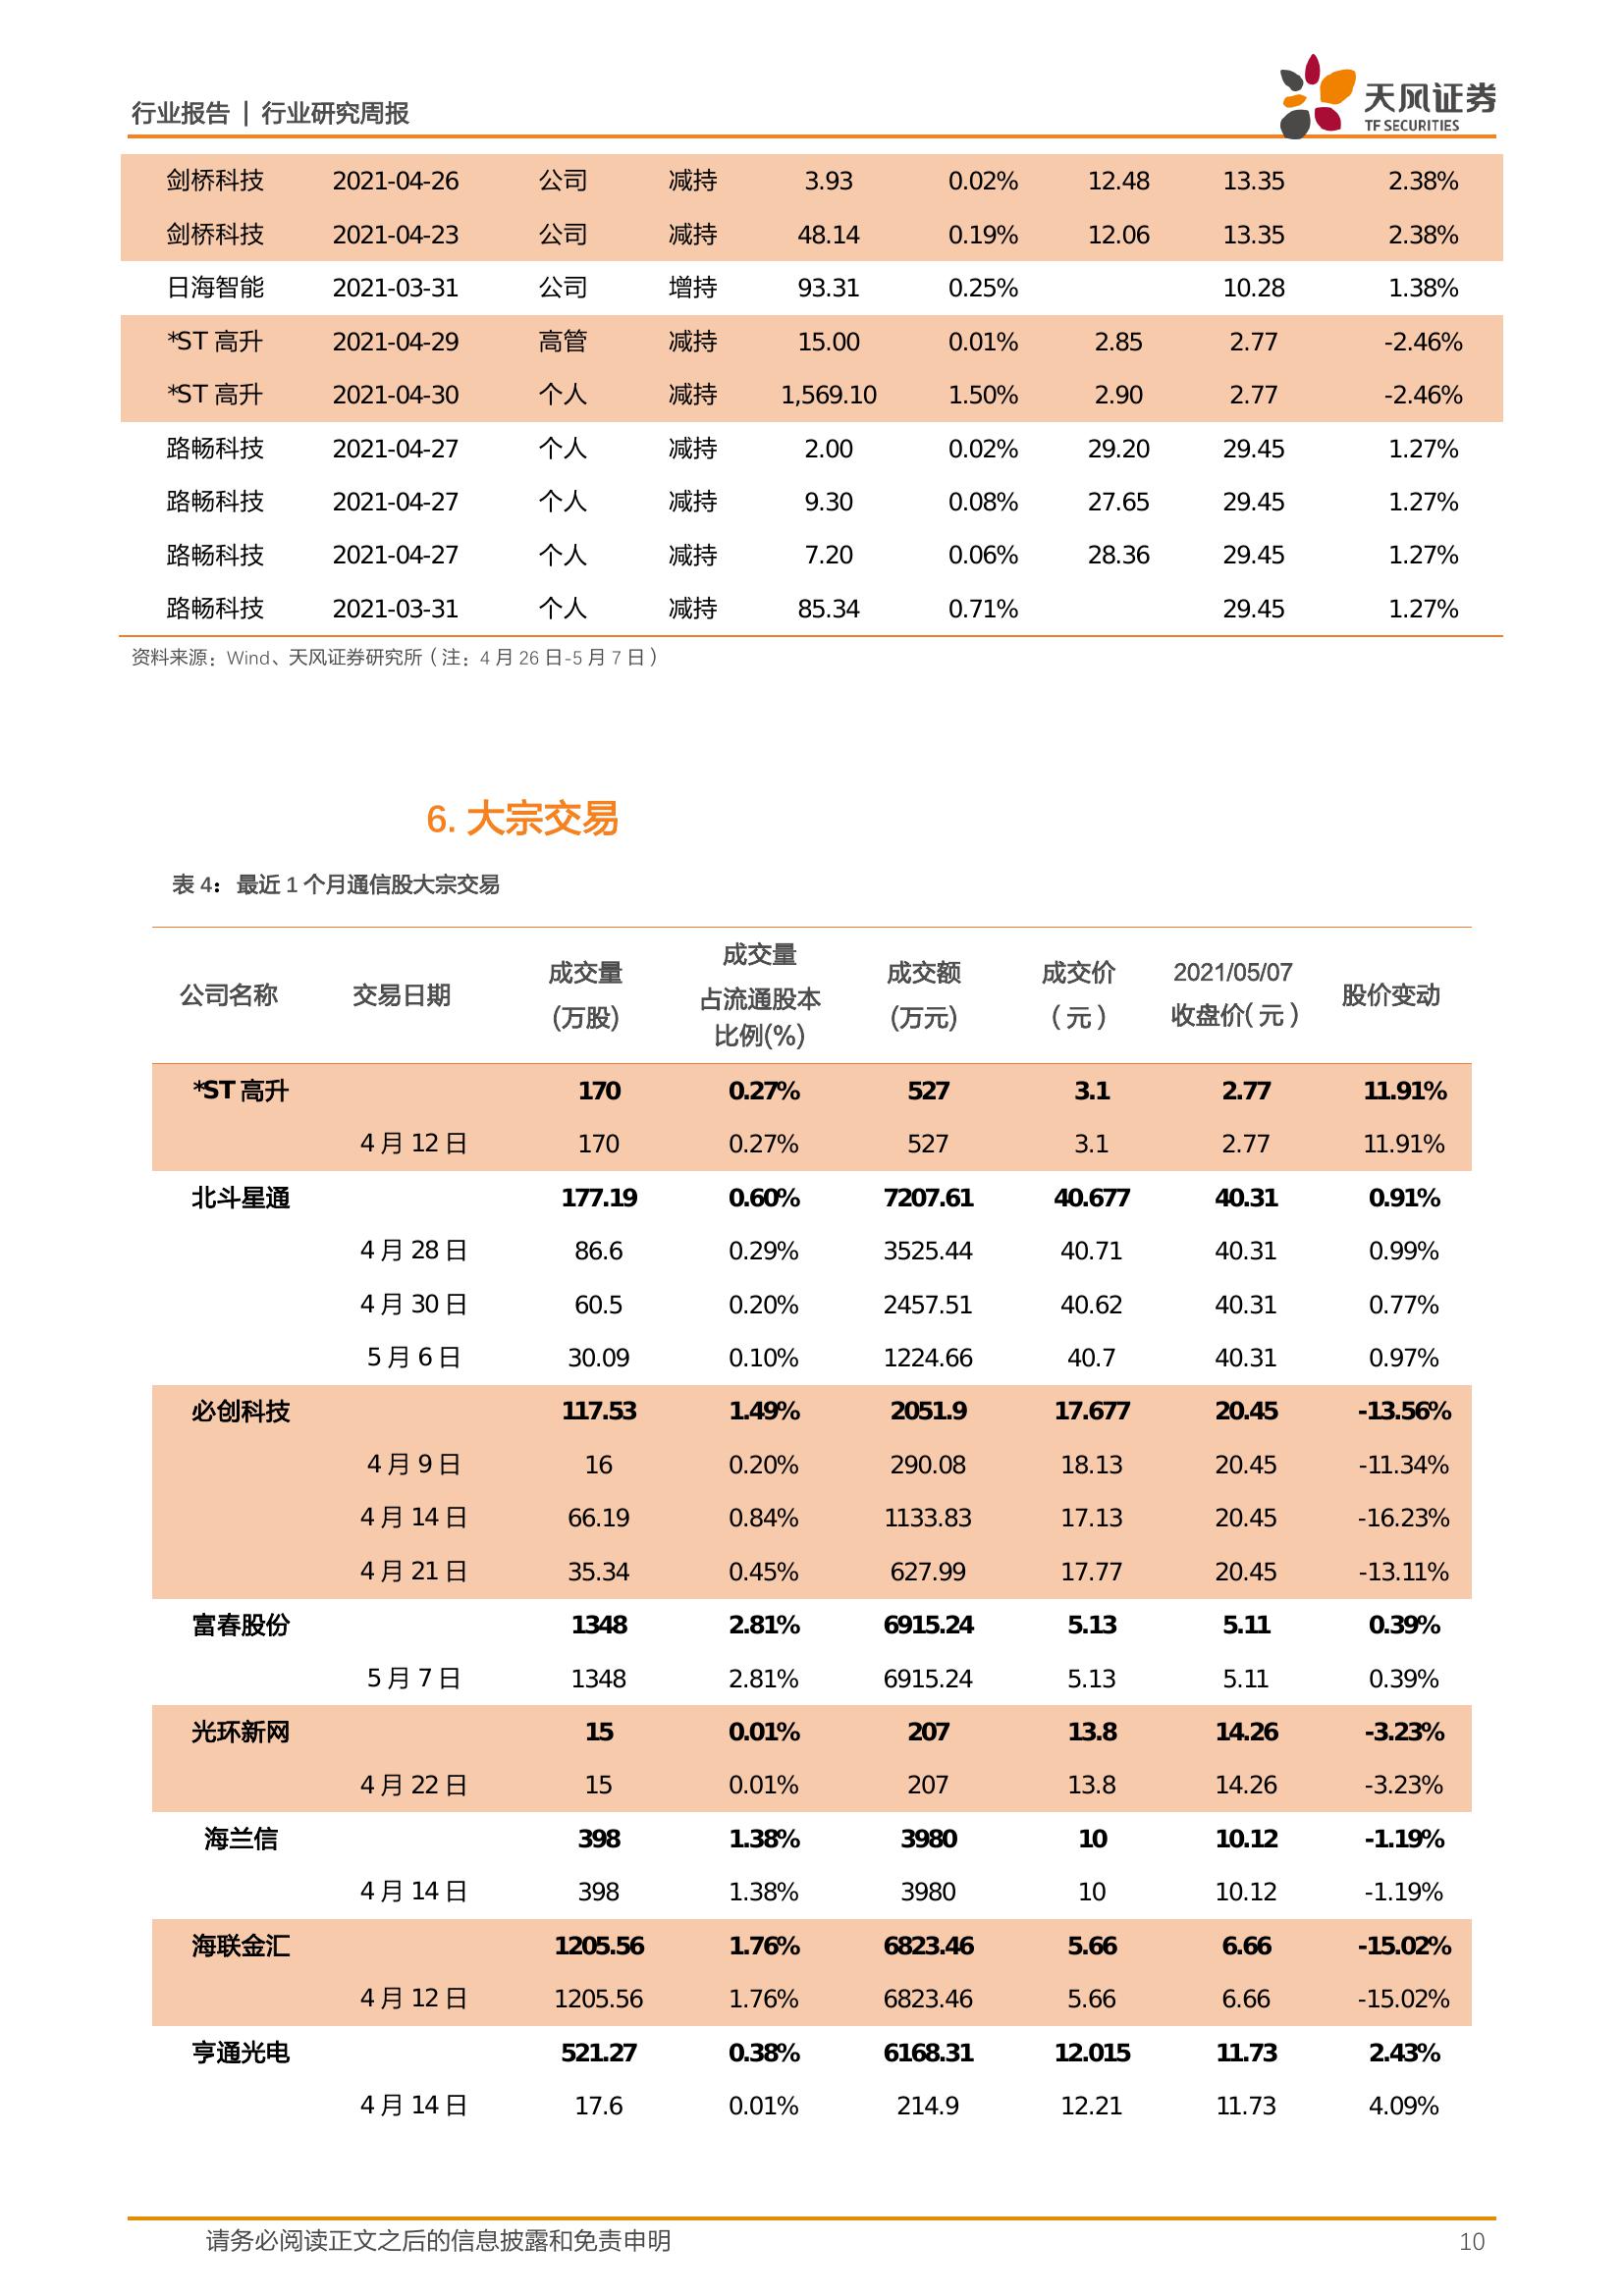 行业报告 | 行业研究周报
天风证券
TF SECURITIES
剑桥科技 2021-04-26 公司 减持 3.93 0.02% 12.48 13.35 2.38%
剑桥科技 2021-04-23 公司 减持 48.14 0.19% 12.06 13.35 2.38%
日海智能 2021-03-31 公司 增持 93.31 0.25% 10.28 1.38%
*ST 高升 2021-04-29 高管 减持 15.00 0.01% 2.85 2.77 -2.46%
*ST 高升 2021-04-30 个人 减持 1,569.10 1.50% 2.90 2.77 -2.46%
路畅科技 2021-04-27 个人 减持 2.00 0.02% 29.20 29.45 1.27%
路畅科技 2021-04-27 个人 减持 9.30 0.08% 27.65 29.45 1.27%
路畅科技 2021-04-27 个人 减持 7.20 0.06% 28.36 29.45 1.27%
路畅科技 2021-03-31 个人 减持 85.34 0.71% 29.45 1.27%
资料来源：Wind、天风证券研究所（注：4 月 26 日-5 月 7 日）
6. 大宗交易
表 4：最近 1 个月通信股大宗交易
公司名称 交易日期 成交量(万股) 成交量占流通股本比例(%) 成交额(万元) 成交价（元） 2021/05/07收盘价(元） 股价变动
*ST 高升 170 0.27% 527 3.1 2.77 11.91%
4 月 12 日 170 0.27% 527 3.1 2.77 11.91%
北斗星通 177.19 0.60% 7207.61 40.677 40.31 0.91%
4 月 28 日 86.6 0.29% 3525.44 40.71 40.31 0.99%
4 月 30 日 60.5 0.20% 2457.51 40.62 40.31 0.77%
5 月 6 日 30.09 0.10% 1224.66 40.7 40.31 0.97%
必创科技 117.53 1.49% 2051.9 17.677 20.45 -13.56%
4 月 9 日 16 0.20% 290.08 18.13 20.45 -11.34%
4 月 14 日 66.19 0.84% 1133.83 17.13 20.45 -16.23%
4 月 21 日 35.34 0.45% 627.99 17.77 20.45 -13.11%
富春股份 1348 2.81% 6915.24 5.13 5.11 0.39%
5 月 7 日 1348 2.81% 6915.24 5.13 5.11 0.39%
光环新网 15 0.01% 207 13.8 14.26 -3.23%
4 月 22 日 15 0.01% 207 13.8 14.26 -3.23%
海兰信 398 1.38% 3980 10 10.12 -1.19%
4 月 14 日 398 1.38% 3980 10 10.12 -1.19%
海联金汇 1205.56 1.76% 6823.46 5.66 6.66 -15.02%
4 月 12 日 1205.56 1.76% 6823.46 5.66 6.66 -15.02%
亨通光电 521.27 0.38% 6168.31 12.015 11.73 2.43%
4 月 14 日 17.6 0.01% 214.9 12.21 11.73 4.09%
请务必阅读正文之后的信息披露和免责申明 10